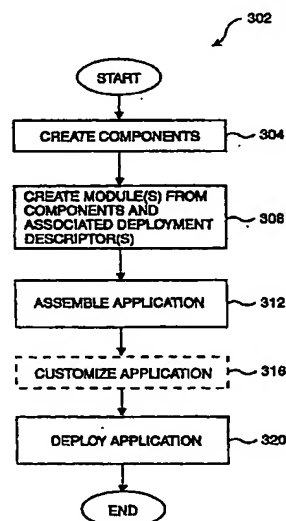 302
START
CREATE COMPONENTS
304
CREATE MODULE(S) FROM
COMPONENTS AND
ASSOCIATED DEPLOYMENT
DESCRIPTOR(S)
308
ASSEMBLE APPLICATION
312
CUSTOMIZE APPLICATION
316
DEPLOY APPLICATION
320
END